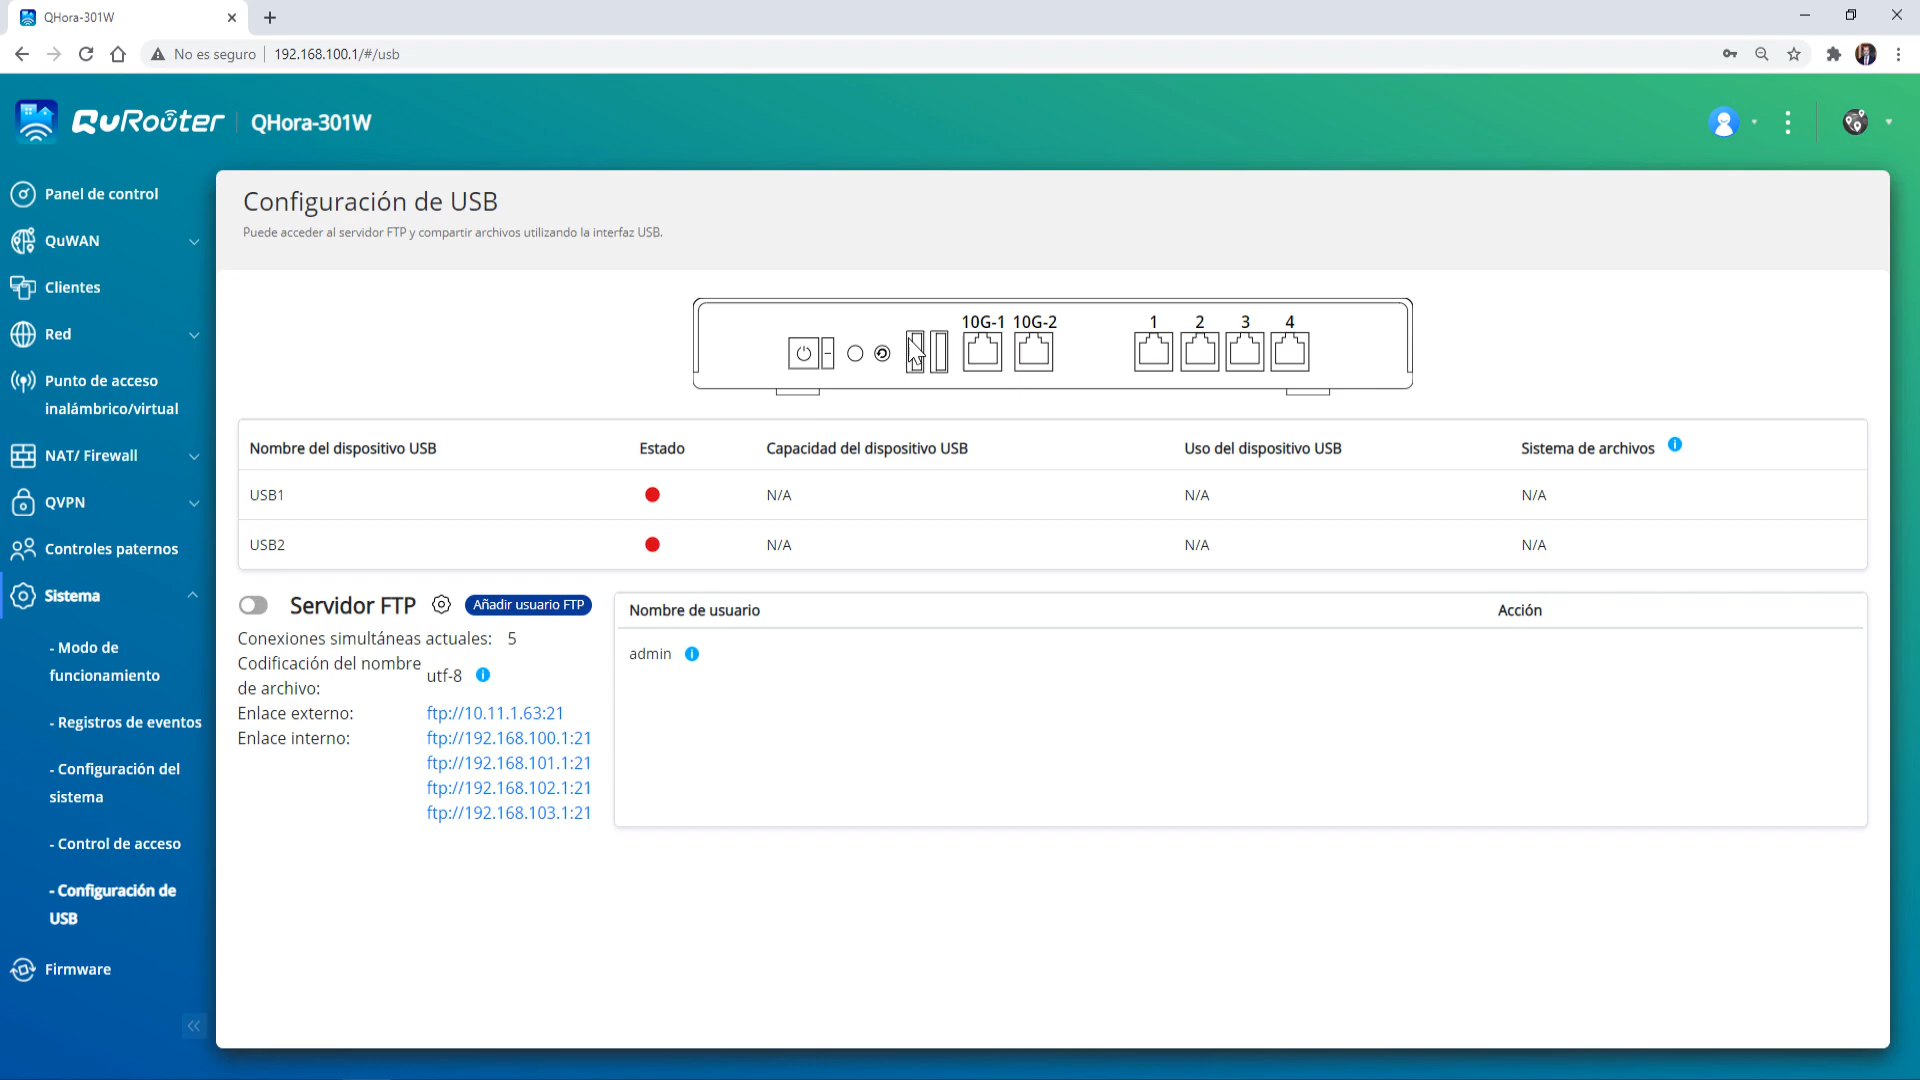 QHora-301W
No es seguro
192.168.100.1/#/usb
QuRouter
QHora-301W
Panel de control
QuWAN
Clientes
Red
Punto de acceso
inalámbrico/virtual
NAT/ Firewall
QVPN
Controles paternos
Sistema
- Modo de
funcionamiento
- Registros de eventos
- Configuración del
sistema
- Control de acceso
- Configuración de
USB
Firmware
Configuración de USB
Puede acceder al servidor FTP y compartir archivos utilizando la interfaz USB.
10G-1 10G-2 1 2 3 4
Nombre del dispositivo USB Estado Capacidad del dispositivo USB Uso del dispositivo USB Sistema de archivos
USB1 N/A N/A N/A
USB2 N/A N/A N/A
Servidor FTP Añadir usuario FTP
Conexiones simultáneas actuales: 5
Codificación del nombre
de archivo: utf-8
Enlace externo: ftp://10.11.1.63:21
Enlace interno: ftp://192.168.100.1:21
ftp://192.168.101.1:21
ftp://192.168.102.1:21
ftp://192.168.103.1:21
Nombre de usuario Acción
admin